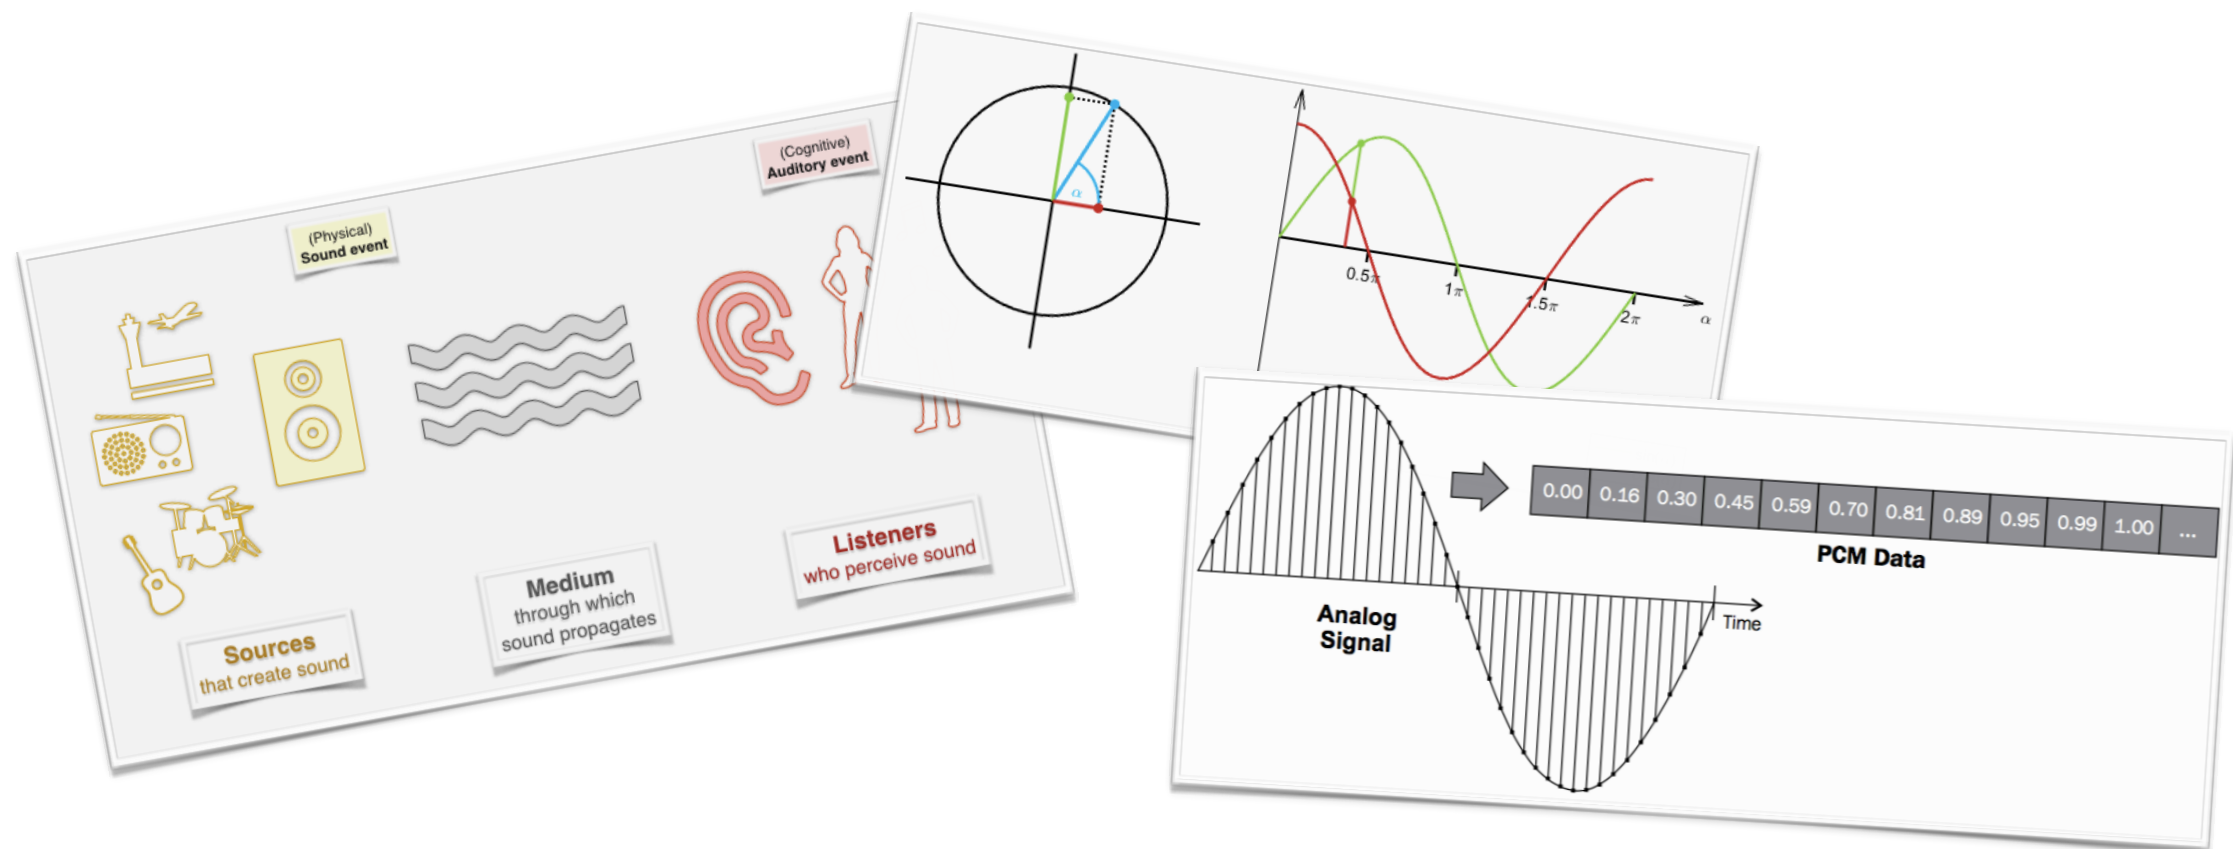 (Physical)
Sound event
(Cognitive)
Auditory event
Sources
that create sound
Medium
through which
sound propagates
Listeners
who perceive sound
α
0.5π
1π
1.5π
2π
α
0.00 0.16 0.30 0.45 0.59 0.70 0.81 0.89 0.95 0.99 1.00 ...
PCM Data
Analog
Signal
Time